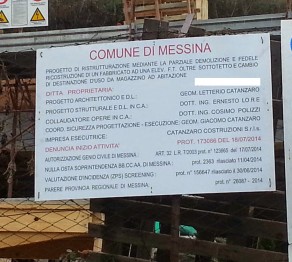 COMUNE DI MESSINA
PROGETTO DI RISTRUTTURAZIONE MEDIANTE LA PARZIALE DEMOLIZIONE E FEDELE
RICOSTRUZIONE DI UN FABBRICATO AD UNA ELEV. F.T. OLTRE SOTTOTETTO E CAMBIO
DI DESTINAZIONE D'USO DA MAGAZZINO AD ABITAZIONE
DITTA PROPRIETARIA:
PROGETTO ARCHITETTONICO E D.L.: GEOM. LETTERIO CATANZARO
PROGETTO STRUTTURALE E D.L. IN C.A.: DOTT. ING. ERNESTO LO RE
COLLAUDATORE OPERE IN C.A.: DOTT. ING. COSIMO POLIZZI
COORD. SICUREZZA PROGETTAZIONE - ESECUZIONE: GEOM. GIACOMO CATANZARO
IMPRESA ESECUTRICE: CATANZARO COSTRUZIONI S.r.l.s.
DENUNCIA INIZIO ATTIVITA' PROT. 173056 DEL 16/07/2014
AUTORIZZAZIONE GENIO CIVILE DI MESSINA ART. 32 L.R. 7/2003 prot. n° 123865 del 17/07/2014
NULLA OSTA SOPRINTENDENZA BB.CC.AA. DI MESSINA: prot. 2363 rilasciato 11/04/2014
VALUTAZIONE D'INCIDENZA (ZPS) SCREENING: prot. n° 156647 rilasciato il 30/06/2014
PARERE PROVINCIA REGIONALE DI MESSINA: prot. n° 26087 - 2014